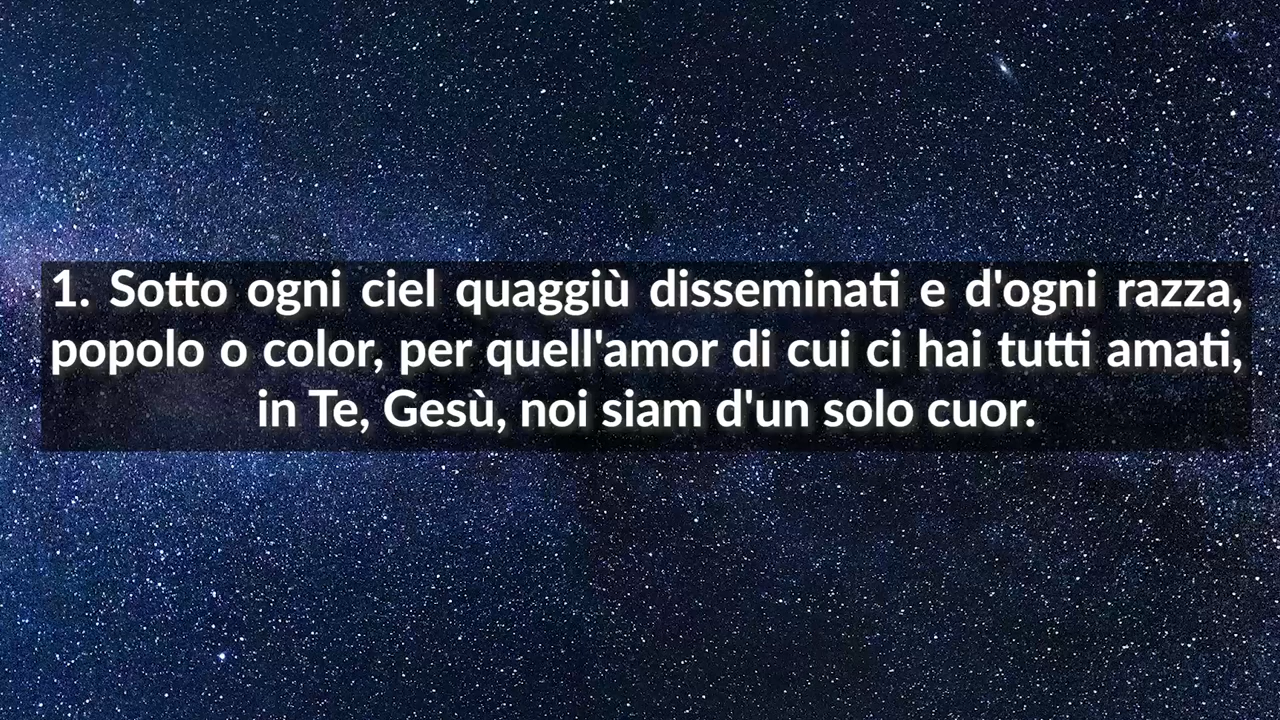 1. Sotto ogni ciel quaggiù disseminati e d'ogni razza,
popolo o color, per quell'amor di cui ci hai tutti amati,
in Te, Gesù, noi siam d'un solo cuor.